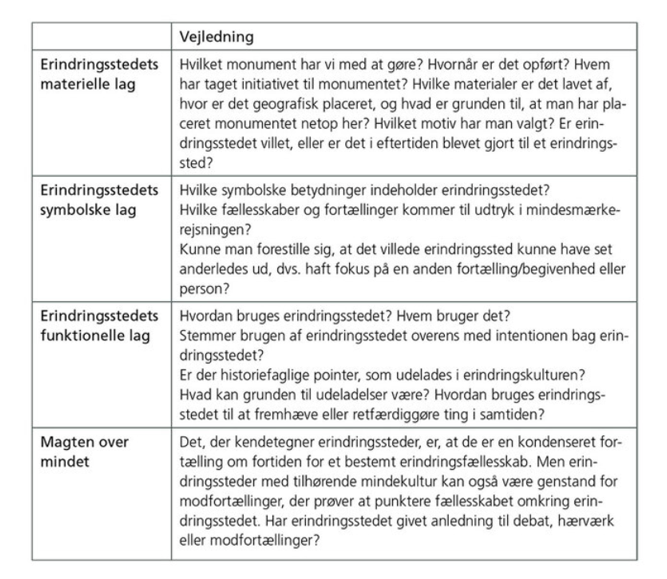 Vejledning
Erindringsstedets
materielle lag
Hvilket monument har vi med at gøre? Hvornår er det opført? Hvem
har taget initiativet til monumentet? Hvilke materialer er det lavet af,
hvor er det geografisk placeret, og hvad er grunden til, at man har pla-
ceret monumentet netop her? Hvilket motiv har man valgt? Er erin-
dringsstedet villet, eller er det i eftertiden blevet gjort til et erindrings-
sted?
Erindringsstedets
symbolske lag
Hvilke symbolske betydninger indeholder erindringsstedet?
Hvilke fællesskaber og fortællinger kommer til udtryk i mindesmærke-
rejsningen?
Kunne man forestille sig, at det villede erindringssted kunne have set
anderledes ud, dvs. haft fokus på en anden fortælling/begivenhed eller
person?
Erindringsstedets
funktionelle lag
Hvordan bruges erindringsstedet? Hvem bruger det?
Stemmer brugen af erindringsstedet overens med intentionen bag erin-
dringsstedet?
Er der historiefaglige pointer, som udelades i erindringskulturen?
Hvad kan grunden til udeladelser være? Hvordan bruges erindrings-
stedet til at fremhæve eller retfærdiggøre ting i samtiden?
Magten over
mindet
Det, der kendetegner erindringssteder, er, at de er en kondenseret for-
tælling om fortiden for et bestemt erindringsfællesskab. Men erin-
dringssteder med tilhørende mindekultur kan også være genstand for
modfortællinger, der prøver at punktere fællesskabet omkring erin-
dringsstedet. Har erindringsstedet givet anledning til debat, hærværk
eller modfortællinger?